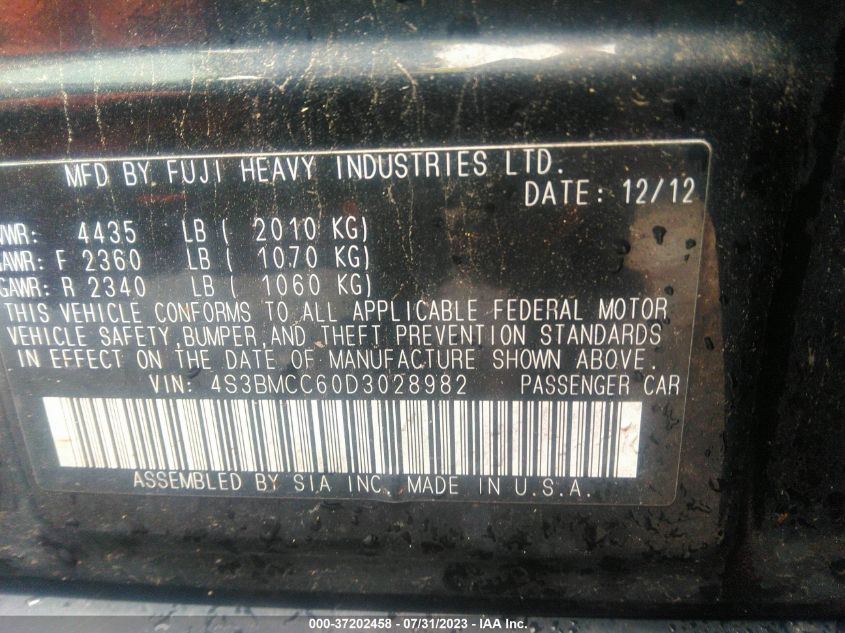 MFD BY FUJI HEAVY INDUSTRIES LTD.
DATE: 12/12
VWR: 4435 LB ( 2010 KG)
GAWR: F 2360 LB ( 1070 KG)
GAWR: R 2340 LB ( 1060 KG)
THIS VEHICLE CONFORMS TO ALL APPLICABLE FEDERAL MOTOR
VEHICLE SAFETY, BUMPER, AND THEFT PREVENTION STANDARDS
IN EFFECT ON THE DATE OF MANUFACTURE SHOWN ABOVE.
VIN: 4S3BMCC60D3028982 PASSENGER CAR
ASSEMBLED BY SIA INC. MADE IN U.S.A.
000-37202458 - 07/31/2023 - IAA Inc.